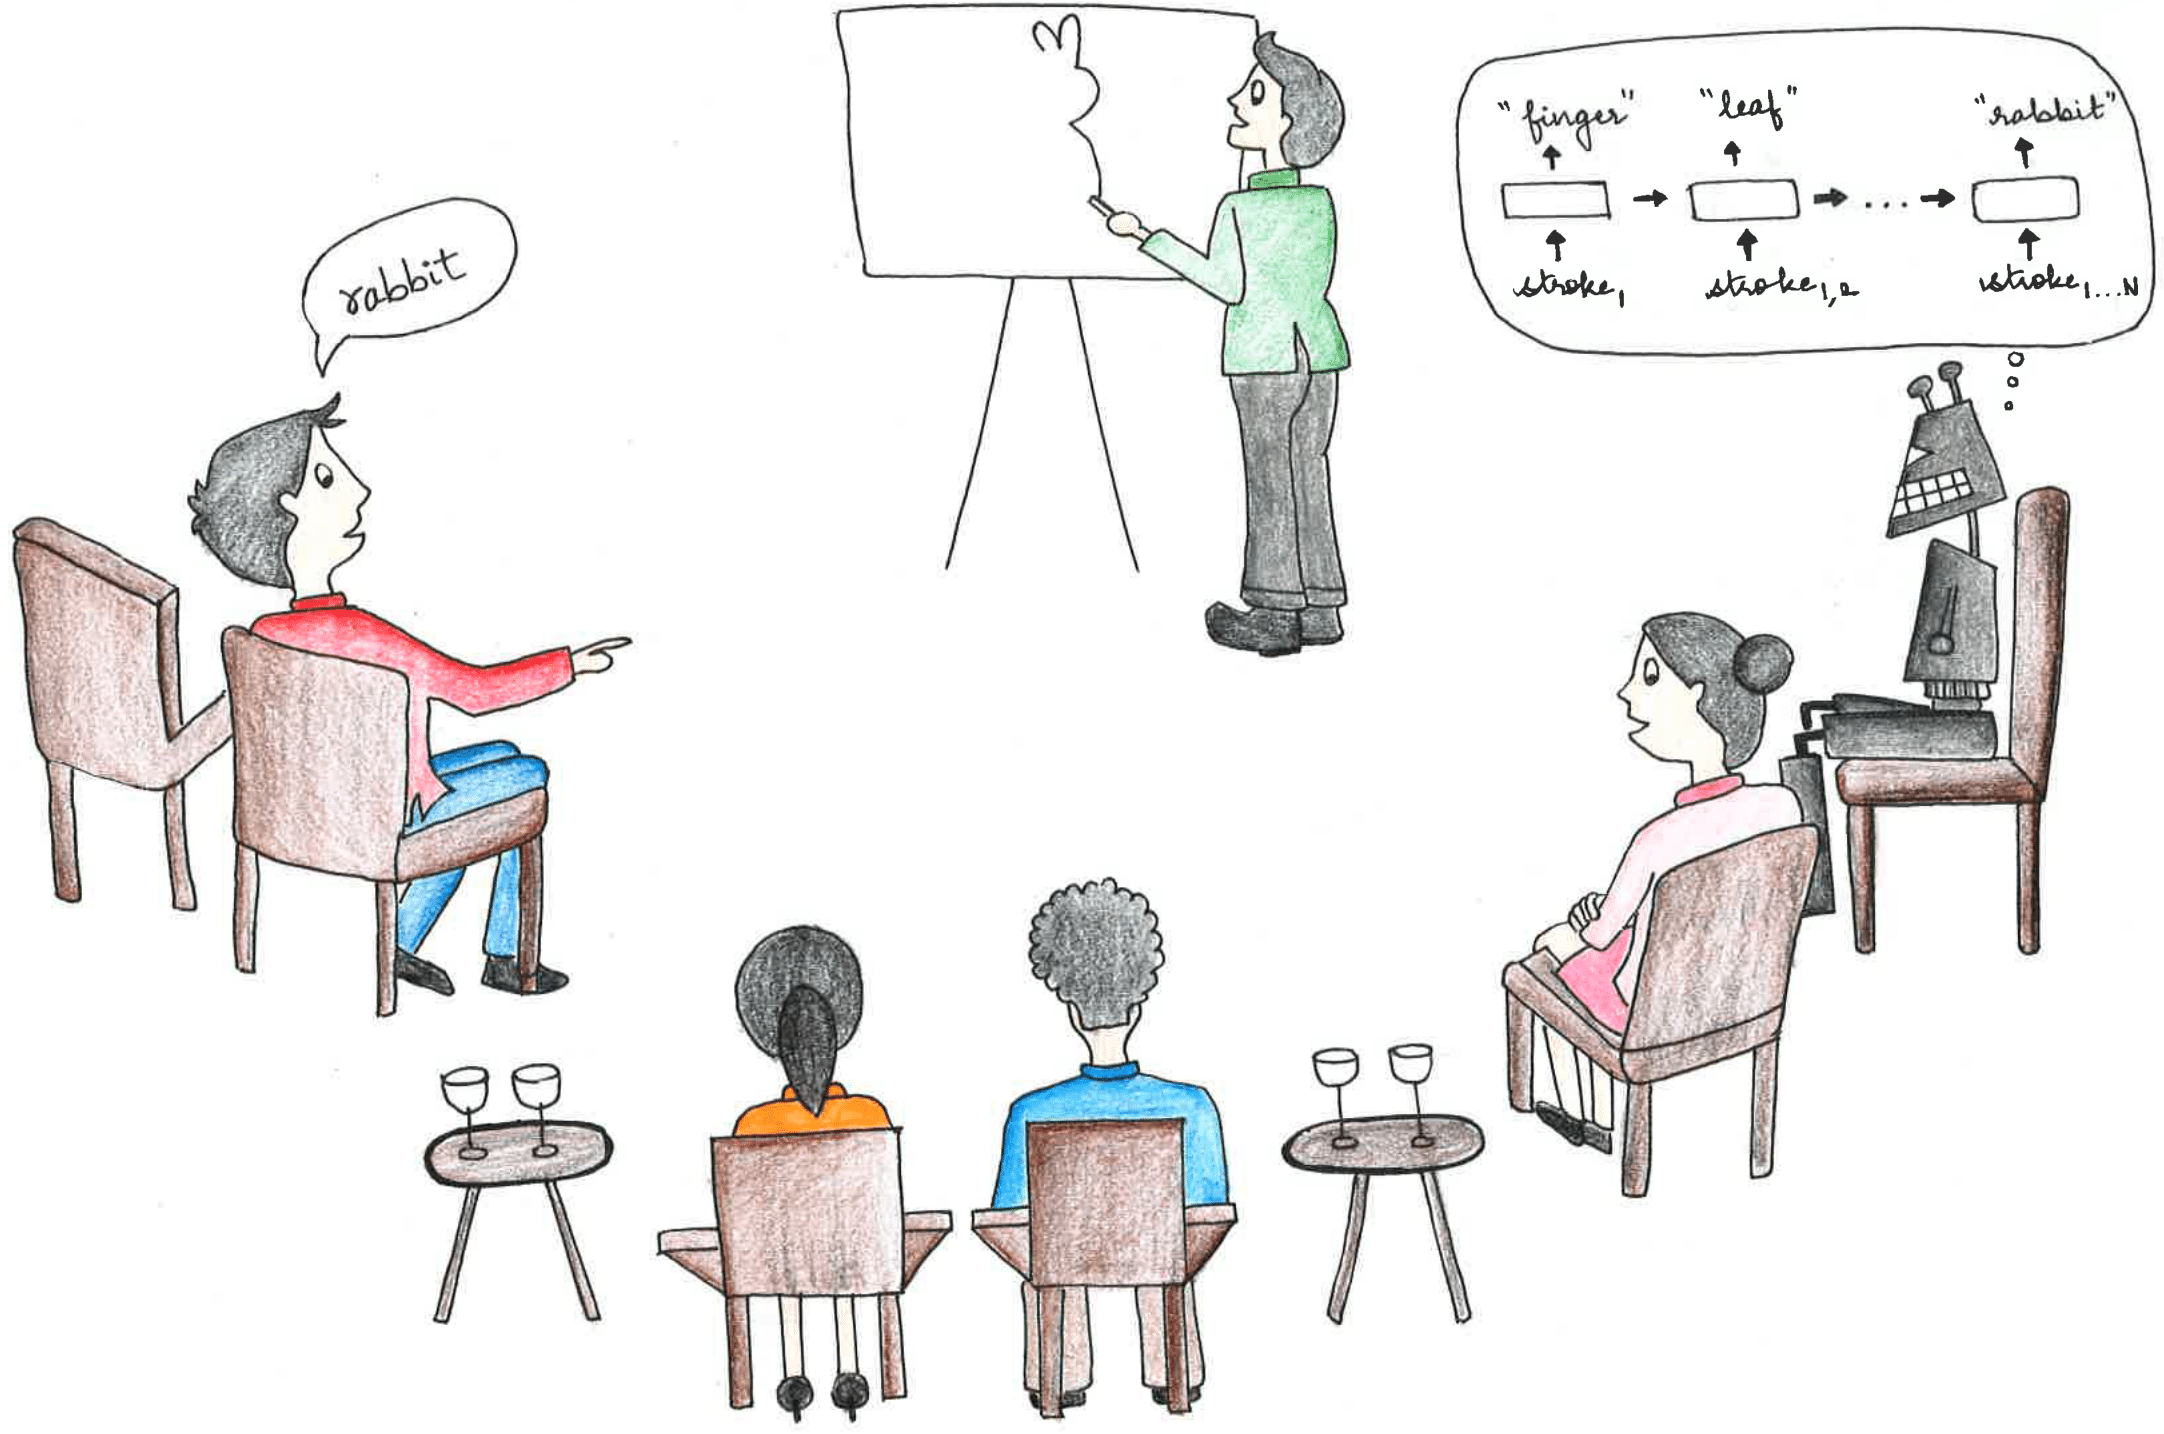 rabbit
"finger" "leaf" "rabbit"
...
stroke1 stroke1,2 stroke1...N